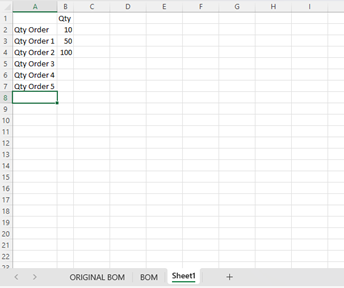 A B C D E F G H I
1 Qty
2 Qty Order 10
3 Qty Order 1 50
4 Qty Order 2 100
5 Qty Order 3
6 Qty Order 4
7 Qty Order 5
8
9
10
11
12
13
14
15
16
17
18
19
20
21
22
23
ORIGINAL BOM BOM Sheet1 +